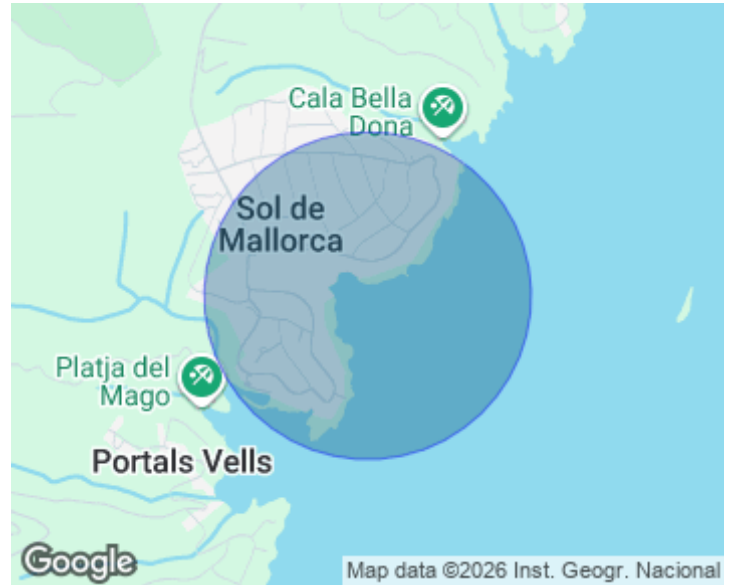 Cala Bella
Dona
Sol de
Mallorca
Platja del
Mago
Portals Vells
Google
Map data ©2026 Inst. Geogr. Nacional